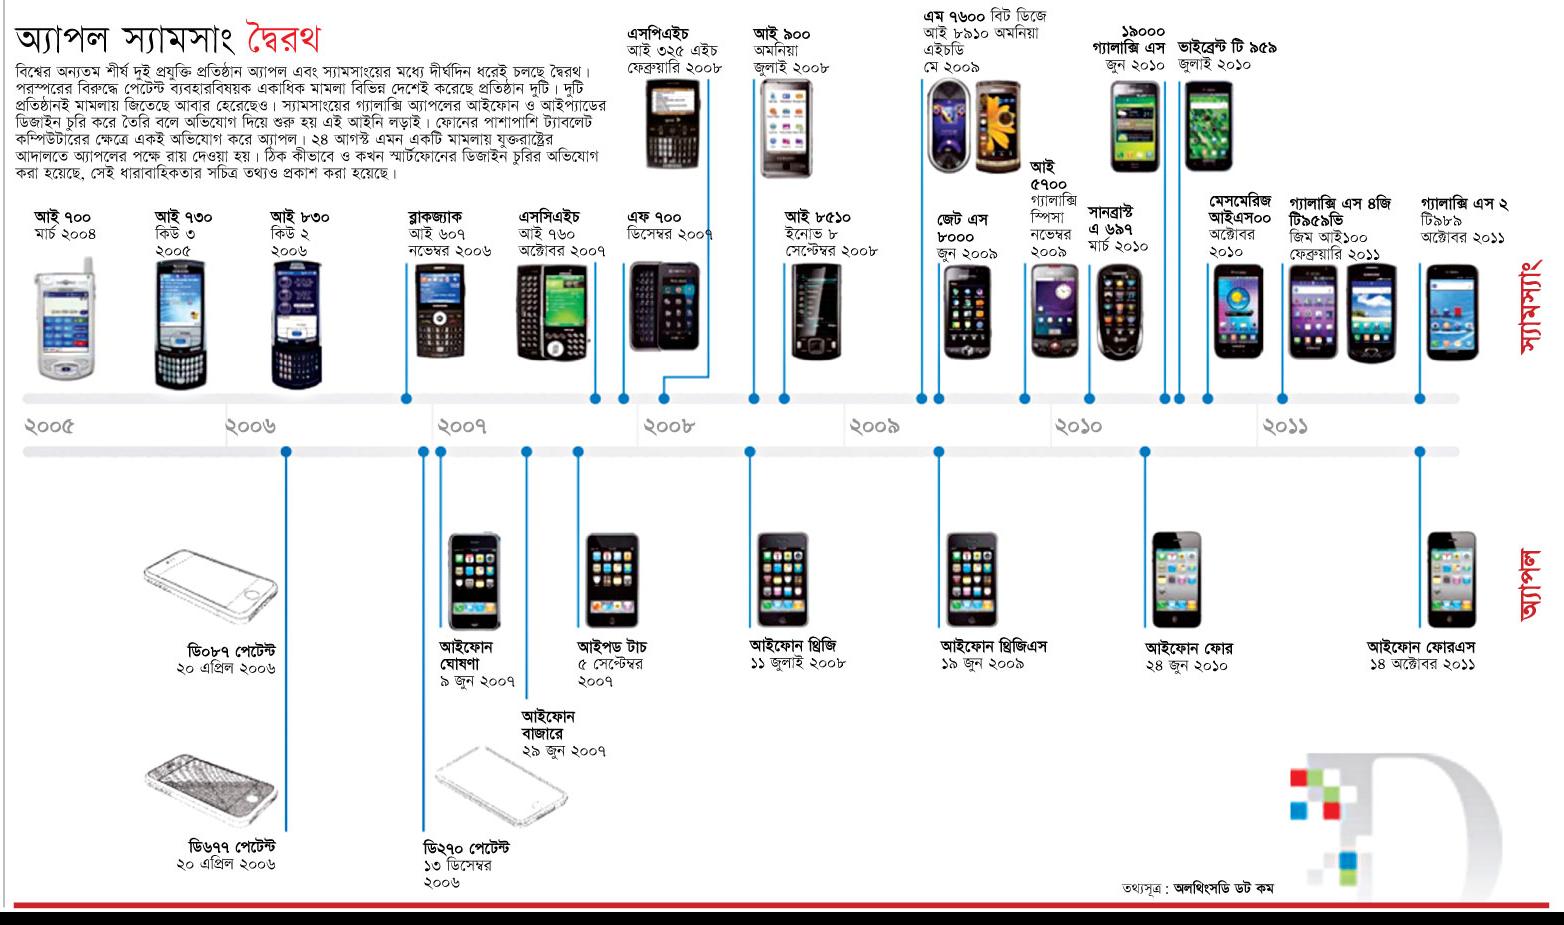 অ্যাপল স্যামসাং দ্বৈরথ
বিশ্বের অন্যতম শীর্ষ দুই প্রযুক্তি প্রতিষ্ঠান অ্যাপল এবং স্যামসাংয়ের মধ্যে দীর্ঘদিন ধরেই চলছে দ্বৈরথ।
পরস্পরের বিরুদ্ধে পেটেন্ট ব্যবহারবিষয়ক একাধিক মামলা বিভিন্ন দেশেই করেছে প্রতিষ্ঠান দুটি। দুটি
প্রতিষ্ঠানই মামলায় জিতেছে আবার হেরেছেও। স্যামসাংয়ের গ্যালাক্সি অ্যাপলের আইফোন ও আইপ্যাডের
ডিজাইন চুরি করে তৈরি বলে অভিযোগ দিয়ে শুরু হয় এই আইনি লড়াই। ফোনের পাশাপাশি ট্যাবলেট
কম্পিউটারের ক্ষেত্রে একই অভিযোগ করে অ্যাপল। ২৪ আগস্ট এমন একটি মামলায় যুক্তরাষ্ট্রের
আদালতে অ্যাপলের পক্ষে রায় দেওয়া হয়। ঠিক কীভাবে ও কখন স্মার্টফোনের ডিজাইন চুরির অভিযোগ
করা হয়েছে, সেই ধারাবাহিকতার সচিত্র তথ্যও প্রকাশ করা হয়েছে।
এসপিএইচ
আই ৩২৫ এইচ
ফেব্রুয়ারি ২০০৮
আই ৯০০
অমনিয়া
জুলাই ২০০৮
এম ৭৬০০ বিট ডিজে
আই ৮৯১০ অমনিয়া
এইচডি
মে ২০০৯
১৯০০০
গ্যালাক্সি এস
জুন ২০১০
ভাইব্রেন্ট টি ৯৫৯
জুলাই ২০১০
আই ৭০০
মার্চ ২০০৪
আই ৭৩০
কিউ ৩
২০০৫
আই ৮৩০
কিউ ২
২০০৬
ব্লাকজ্যাক
আই ৬০৭
নভেম্বর ২০০৬
এসসিএইচ
আই ৭৬০
অক্টোবর ২০০৭
এফ ৭০০
ডিসেম্বর ২০০৭
আই ৮৫১০
ইনোভ ৮
সেপ্টেম্বর ২০০৮
জেট এস
৮০০০
জুন ২০০৯
আই
৫৭০০
গ্যালাক্সি
স্পিসা
নভেম্বর
২০০৯
সানব্রাস্ট
এ ৬৯৭
মার্চ ২০১০
মেসমেরিজ
আইএস০০
অক্টোবর
২০১০
গ্যালাক্সি এস ৪জি
টি৯৫৯ভি
জিম আই১০০
ফেব্রুয়ারি ২০১১
গ্যালাক্সি এস ২
টি৯৮৯
অক্টোবর ২০১১
স্যামস্যাং
২০০৫ ২০০৬ ২০০৭ ২০০৮ ২০০৯ ২০১০ ২০১১
অ্যাপল
ডি০৮৭ পেটেন্ট
২০ এপ্রিল ২০০৬
আইফোন
ঘোষণা
৯ জুন ২০০৭
আইপড টাচ
৫ সেপ্টেম্বর
২০০৭
আইফোন থ্রিজি
১১ জুলাই ২০০৮
আইফোন থ্রিজিএস
১৯ জুন ২০০৯
আইফোন ফোর
২৪ জুন ২০১০
আইফোন ফোরএস
১৪ অক্টোবর ২০১১
আইফোন
বাজারে
২৯ জুন ২০০৭
ডি৬৭৭ পেটেন্ট
২০ এপ্রিল ২০০৬
ডি২৭০ পেটেন্ট
১৩ ডিসেম্বর
২০০৬
তথ্যসূত্র : অলথিংসডি ডট কম
D